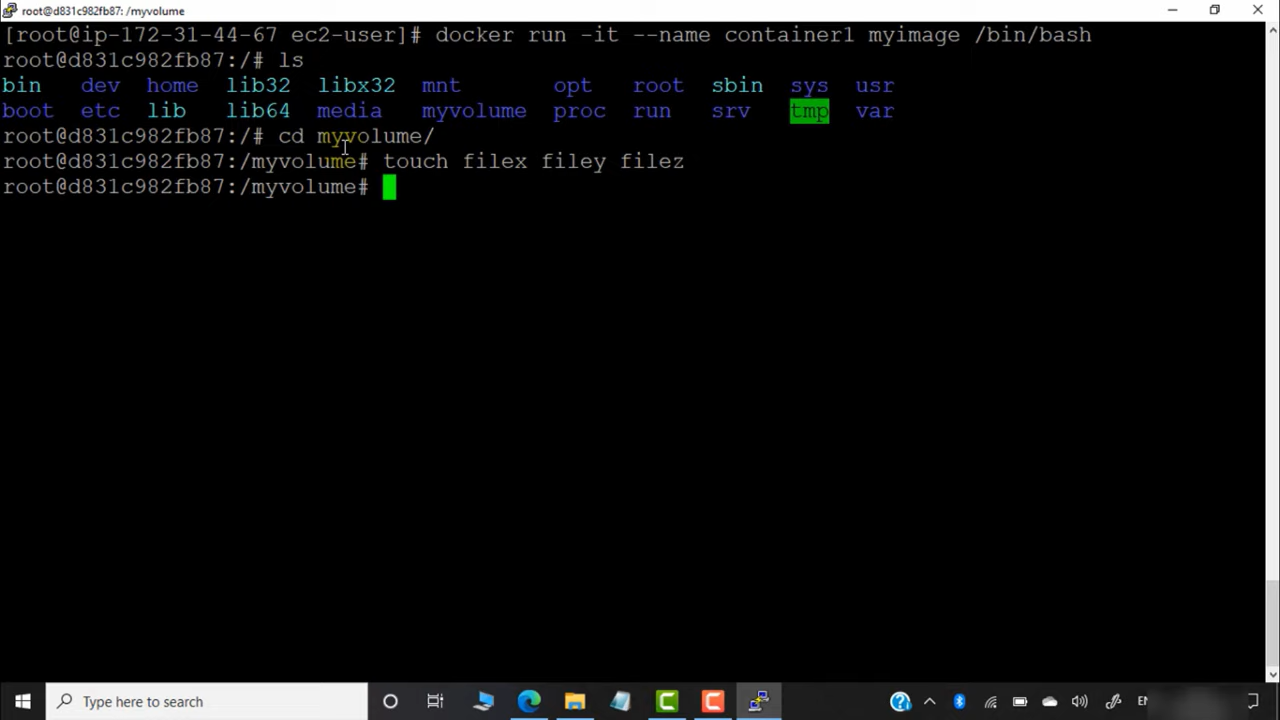 root@d831c982fb87: /myvolume
[root@ip-172-31-44-67 ec2-user]# docker run -it --name container1 myimage /bin/bash
root@d831c982fb87:/# ls
bin dev home lib32 libx32 mnt opt root sbin sys usr
boot etc lib lib64 media myvolume proc run srv tmp var
root@d831c982fb87:/# cd myvolume/
root@d831c982fb87:/myvolume# touch filex filey filez
root@d831c982fb87:/myvolume#
Type here to search